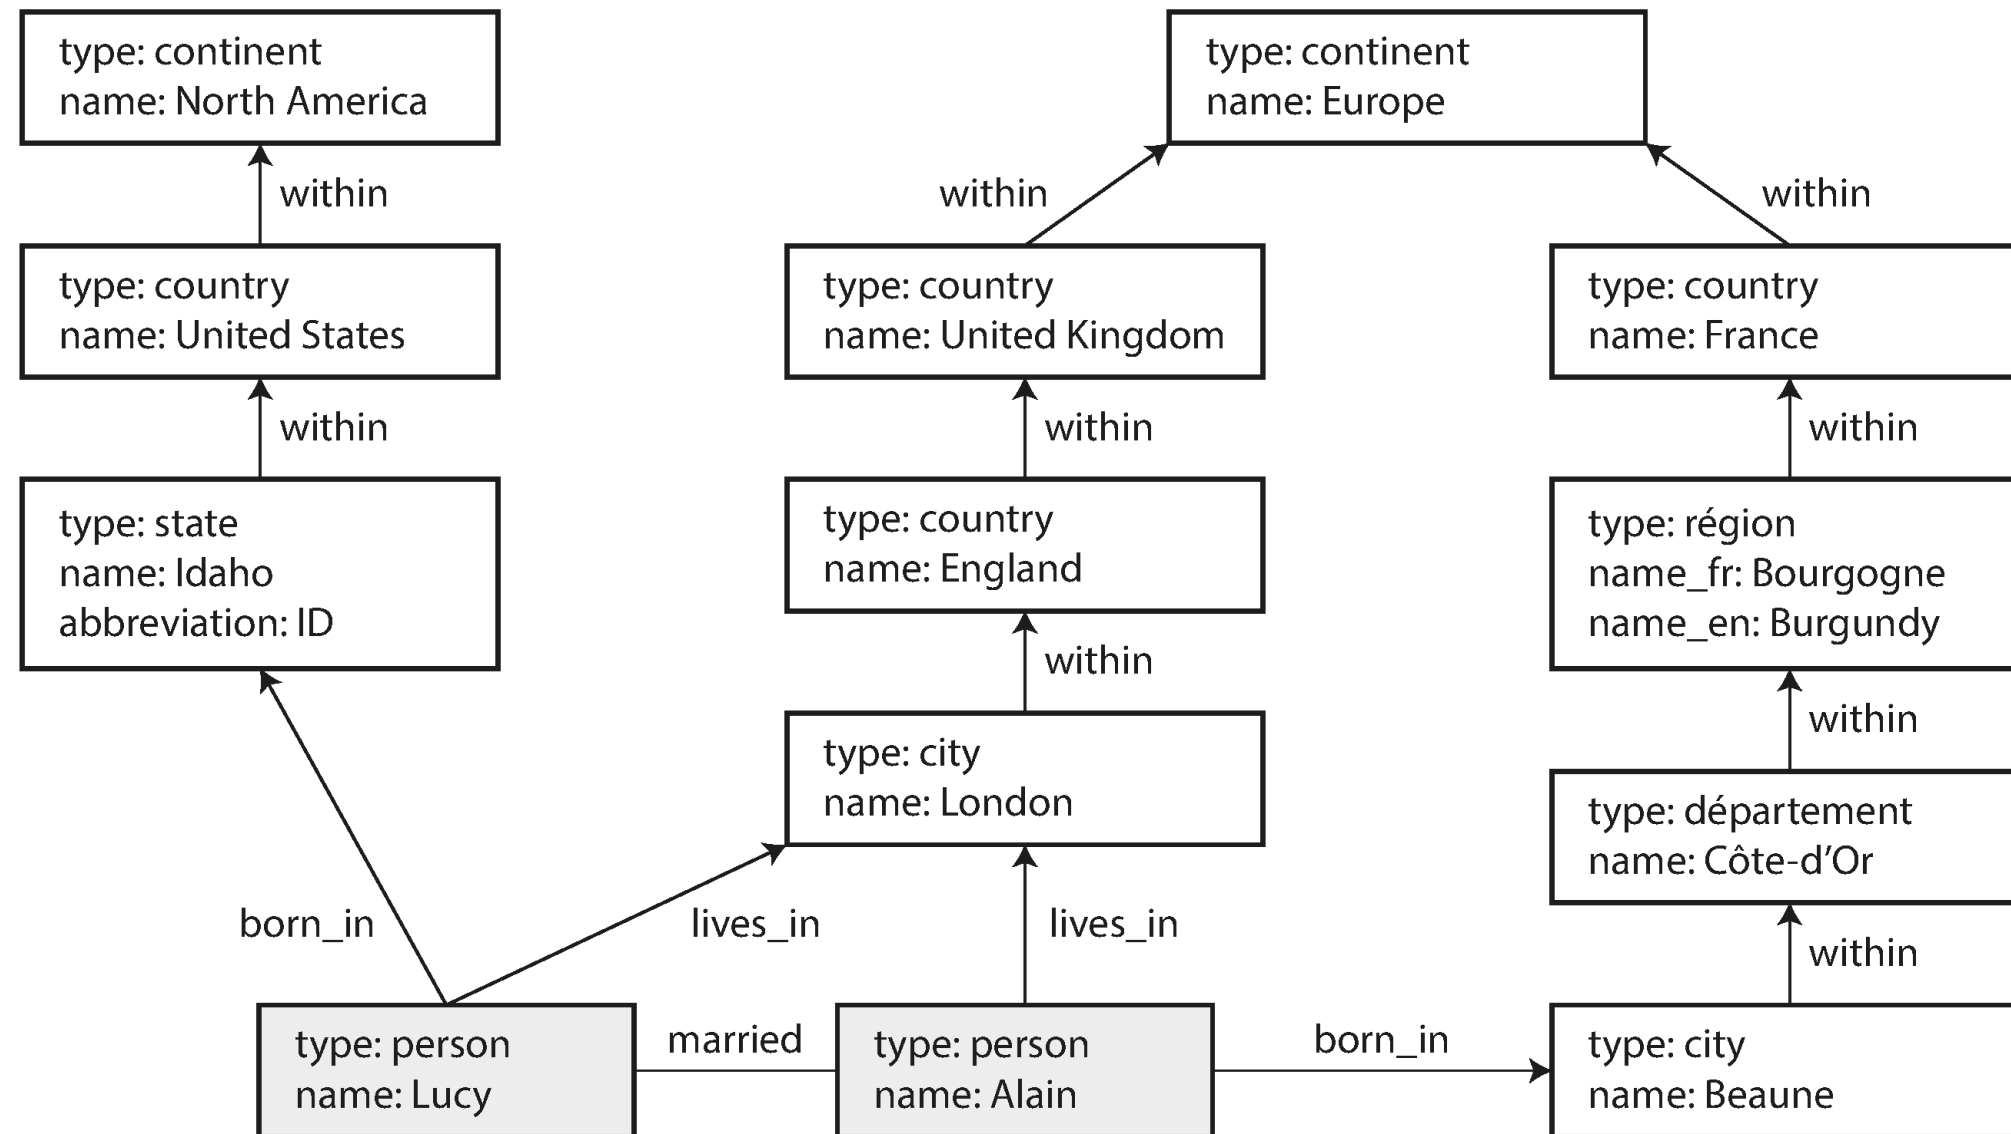 type: continent
name: North America
type: continent
name: Europe
within
within
within
type: country
name: United States
type: country
name: United Kingdom
type: country
name: France
within
within
within
type: state
name: Idaho
abbreviation: ID
type: country
name: England
type: région
name_fr: Bourgogne
name_en: Burgundy
within
within
type: city
name: London
type: département
name: Côte-d’Or
born_in
lives_in
lives_in
within
type: person
name: Lucy
married
type: person
name: Alain
born_in
type: city
name: Beaune